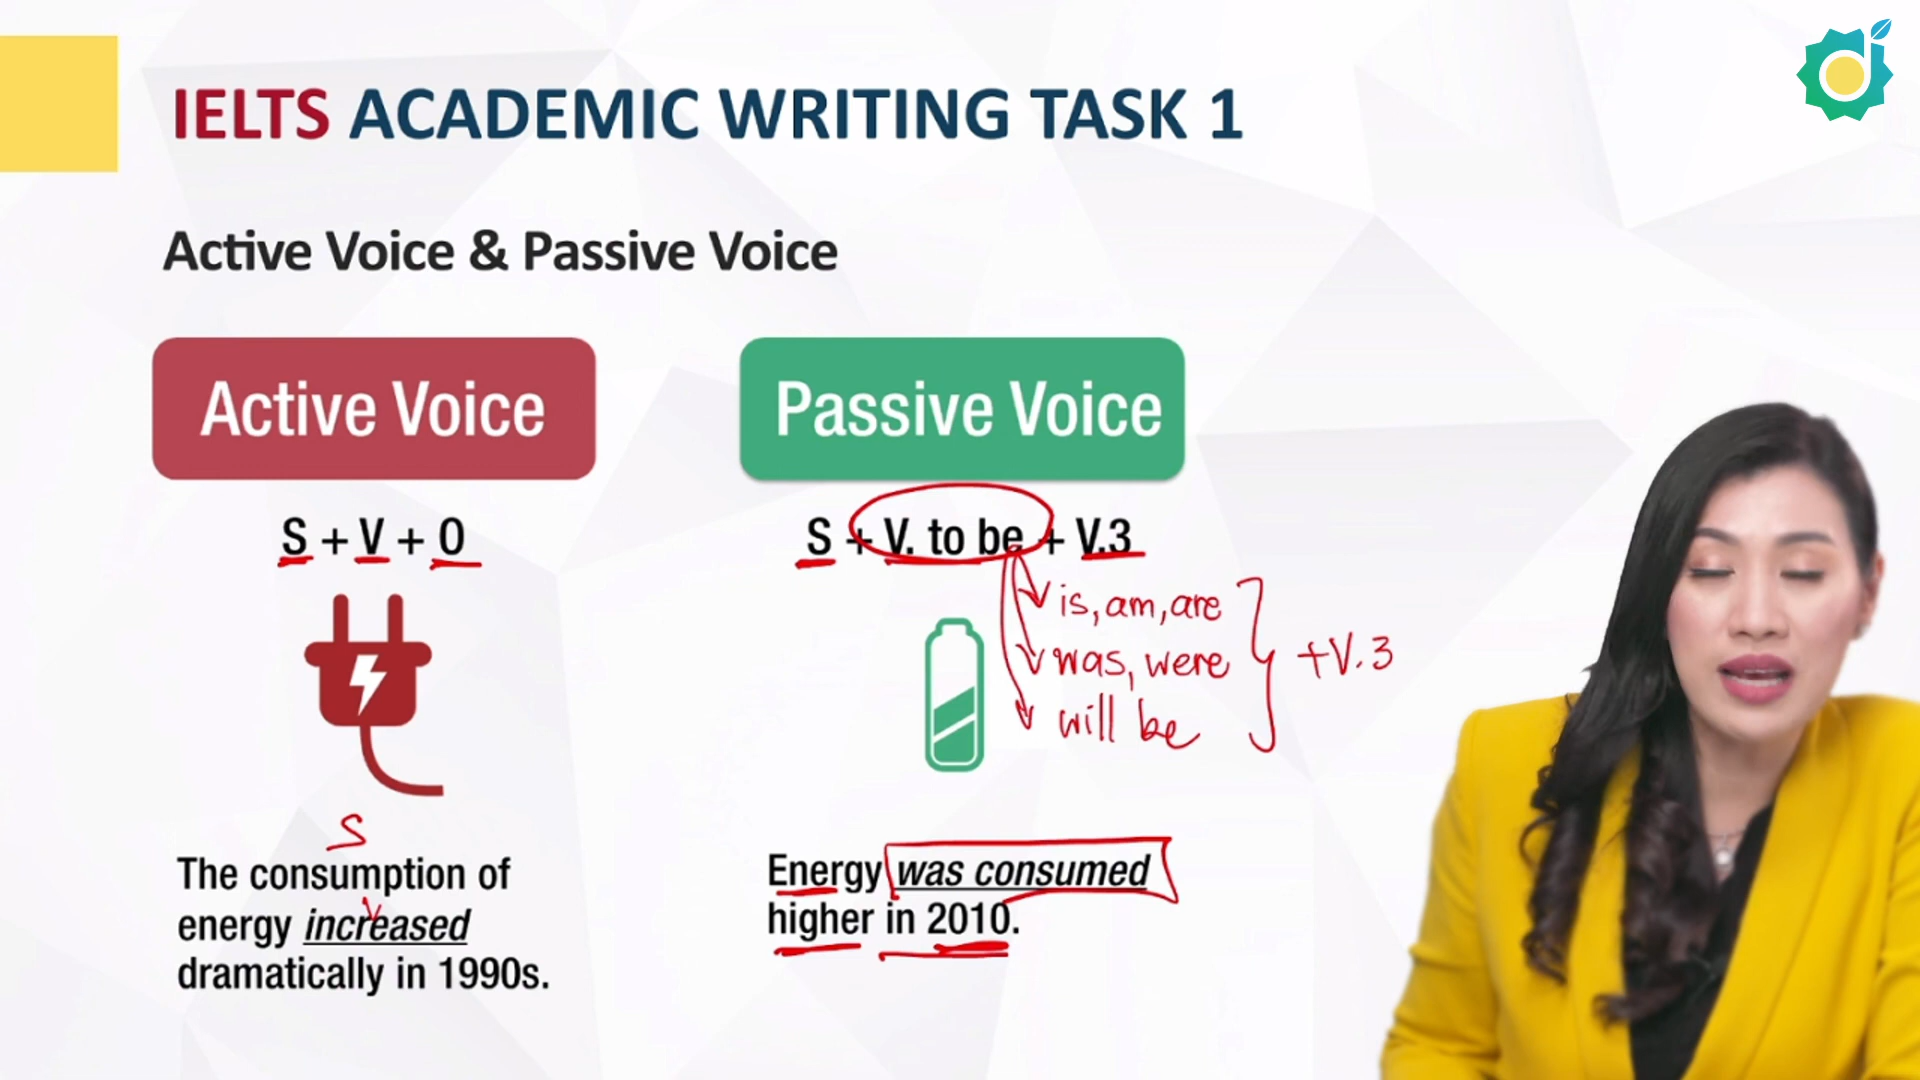 IELTS ACADEMIC WRITING TASK 1
Active Voice & Passive Voice
Active Voice
S + V + O
S
The consumption of
V
energy increased
dramatically in 1990s.
Passive Voice
S + V. to be + V.3
is, am, are
was, were
will be
+V.3
Energy was consumed
higher in 2010.